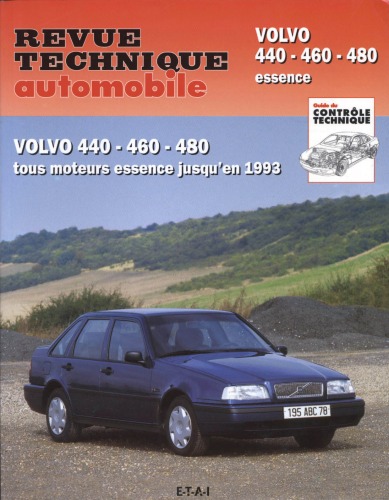 REVUE
TECHNIQUE
automobile
VOLVO
440 - 460 - 480
essence
Guide du
CONTRÔLE
TECHNIQUE
VOLVO 440 - 460 - 480
tous moteurs essence jusqu'en 1993
195 ABC 78
E-T-A-I